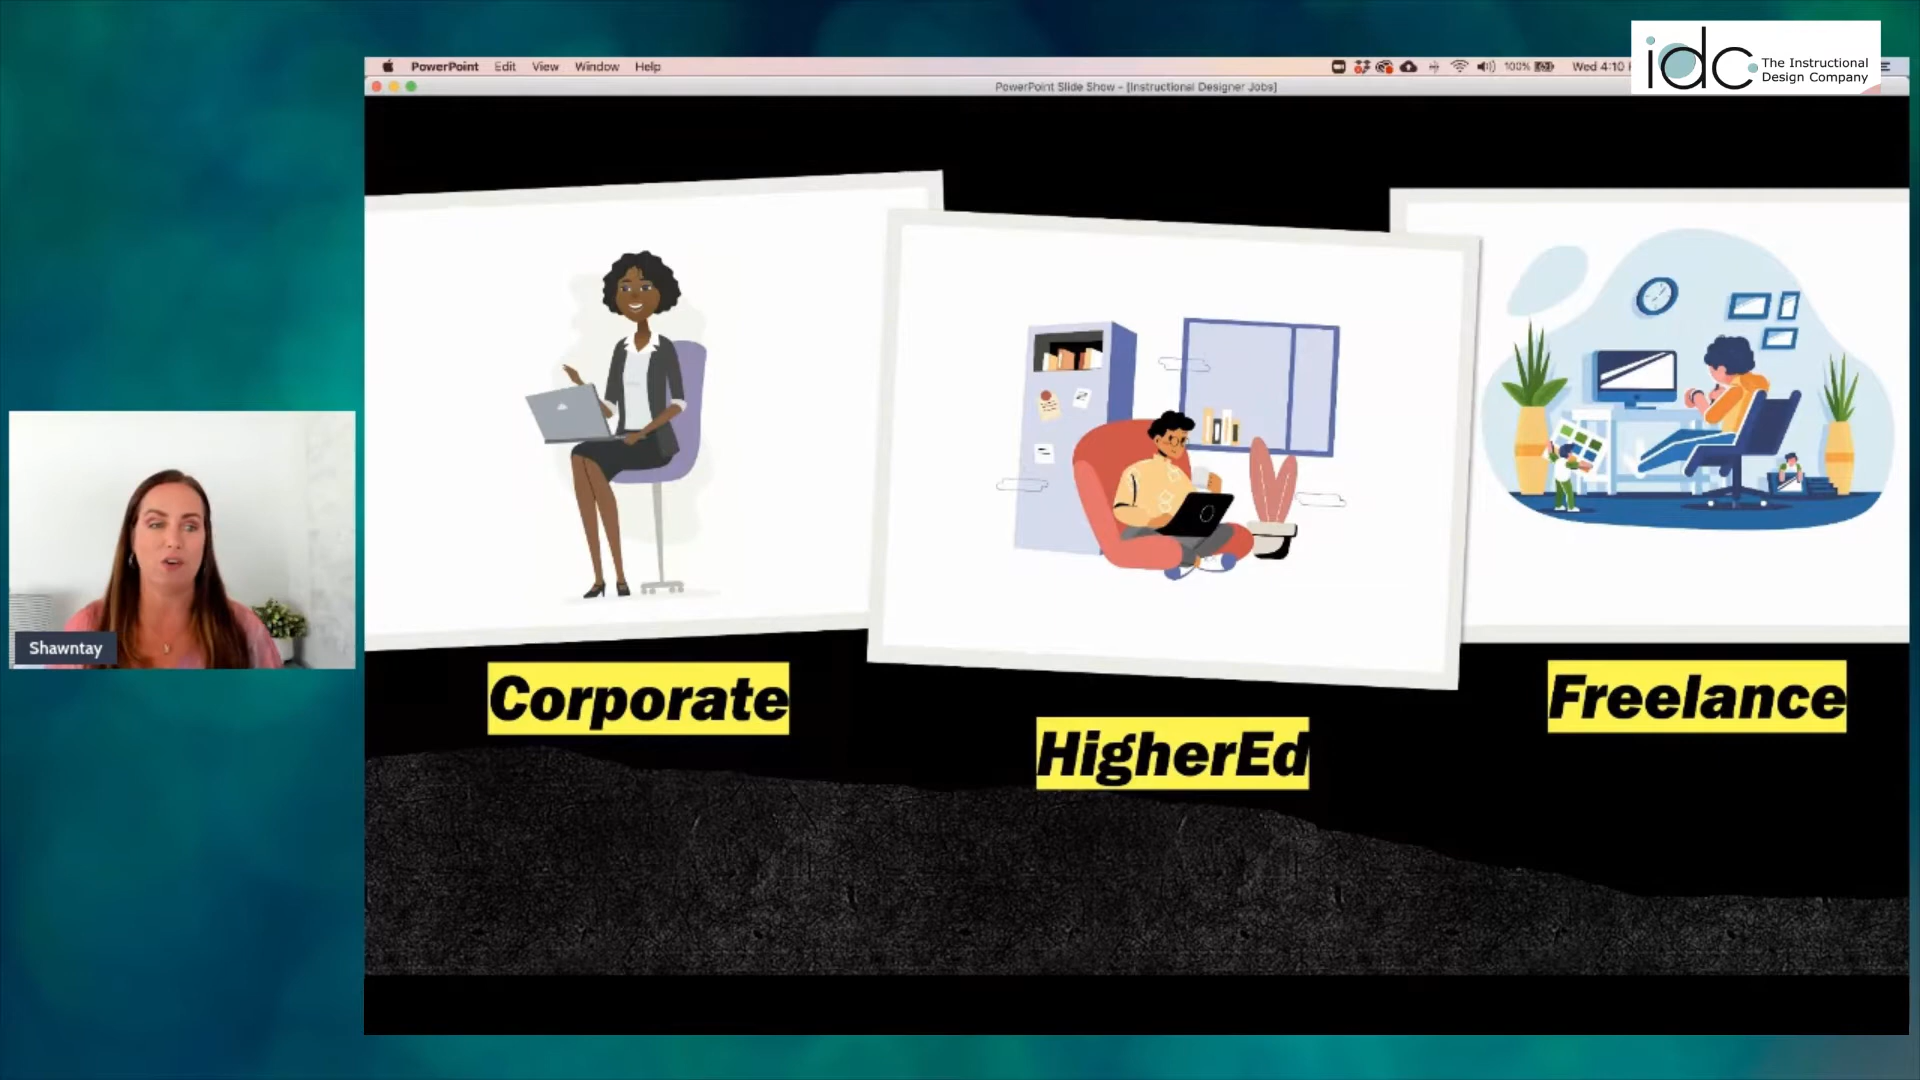 idc The Instructional
Design Company
PowerPoint Edit View Window Help
100% Wed 4:10
PowerPoint Slide Show - [Instructional Designer Jobs]
Corporate
HigherEd
Freelance
Shawntay